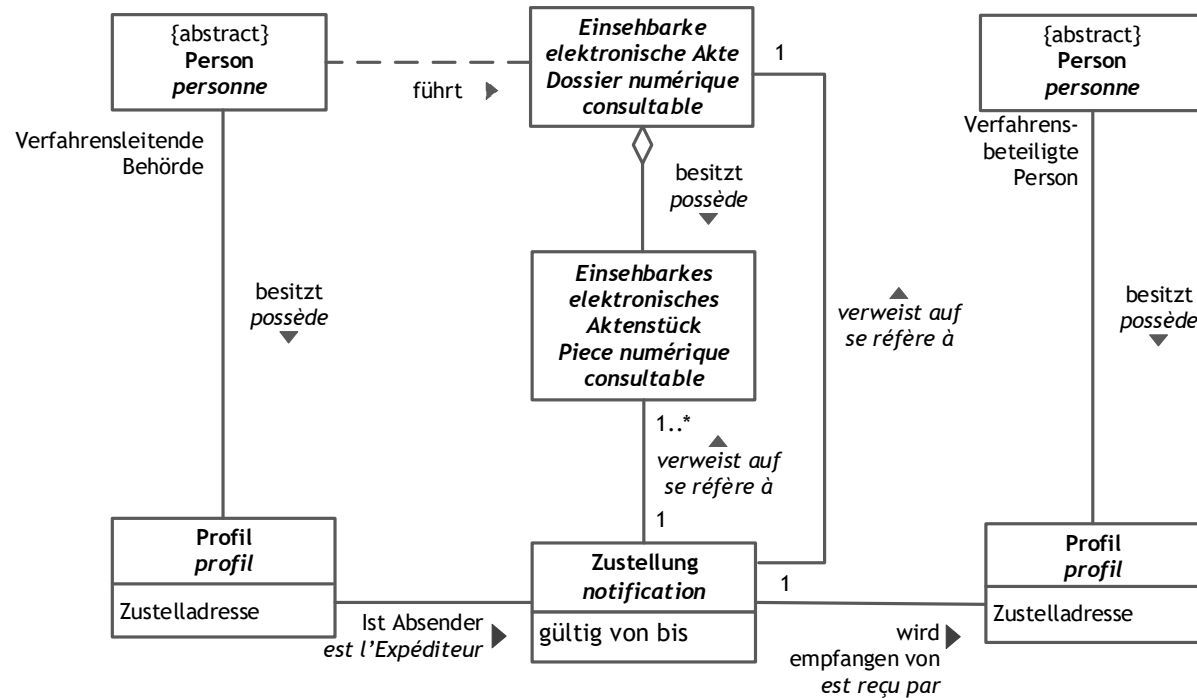 {abstract}
Person
personne
führt
Einsehbare
elektronische Akte
Dossier numérique
consultable
1
{abstract}
Person
personne
Verfahrensleitende
Behörde
besitzt
possède
Verfahrens-
beteiligte
Person
besitzt
possède
Einsehbarkes
elektronisches
Aktenstück
Piece numérique
consultable
verweist auf
se réfère à
besitzt
possède
1..*
verweist auf
se réfère à
1
Profil
profil
Zustelladresse
Ist Absender
est l'Expéditeur
Zustellung
notification
gültig von bis
1
wird
empfangen von
est reçu par
Profil
profil
Zustelladresse